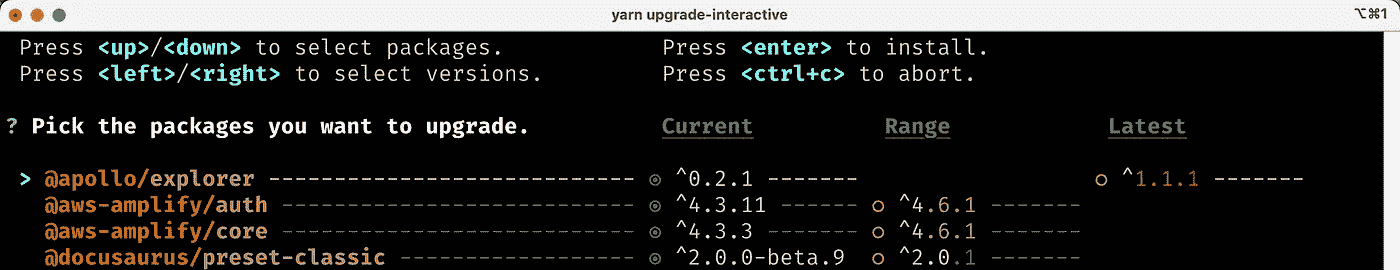 yarn upgrade-interactive ⌥⌘1
Press <up>/<down> to select packages. Press <enter> to install.
Press <left>/<right> to select versions. Press <ctrl+c> to abort.
? Pick the packages you want to upgrade. Current Range Latest
> @apollo/explorer ---------------------------- ◎ ^0.2.1 ------- ○ ^1.1.1 -------
@aws-amplify/auth --------------------------- ◎ ^4.3.11 ------ ○ ^4.6.1 -------
@aws-amplify/core --------------------------- ◎ ^4.3.3 ------- ○ ^4.6.1 -------
@docusaurus/preset-classic ------------------ ◎ ^2.0.0-beta.9 ○ ^2.0.1 -------